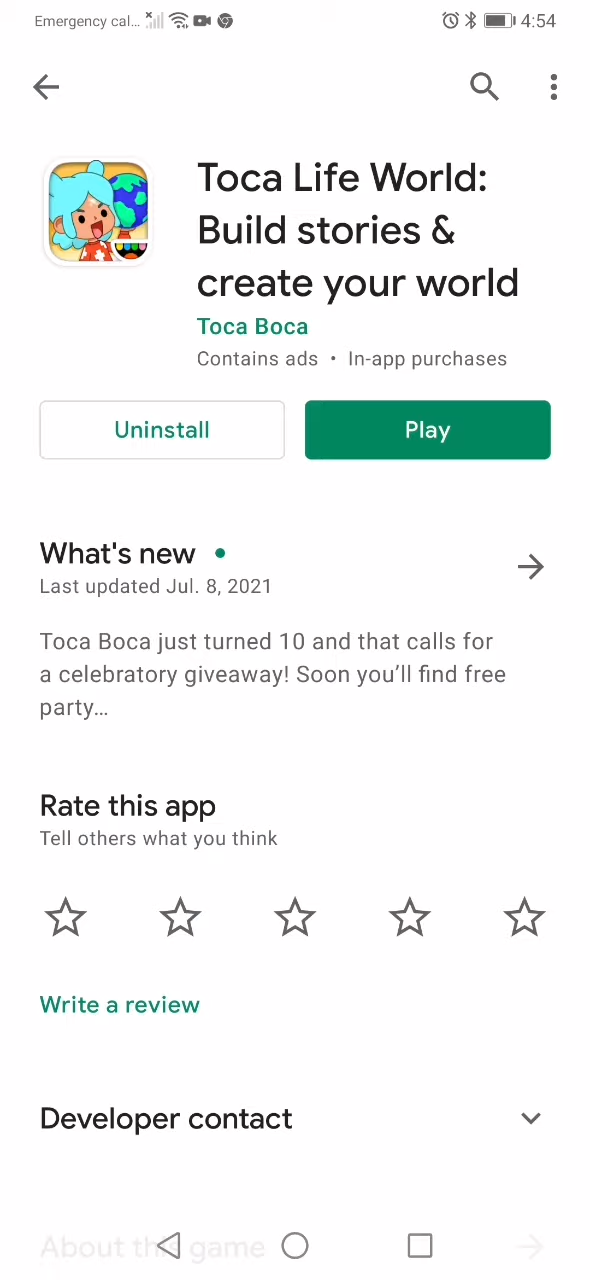 Emergency cal... 4:54
Toca Life World:
Build stories &
create your world
Toca Boca
Contains ads • In-app purchases
Uninstall Play
What's new
Last updated Jul. 8, 2021
Toca Boca just turned 10 and that calls for
a celebratory giveaway! Soon you’ll find free
party...
Rate this app
Tell others what you think
Write a review
Developer contact
About this game